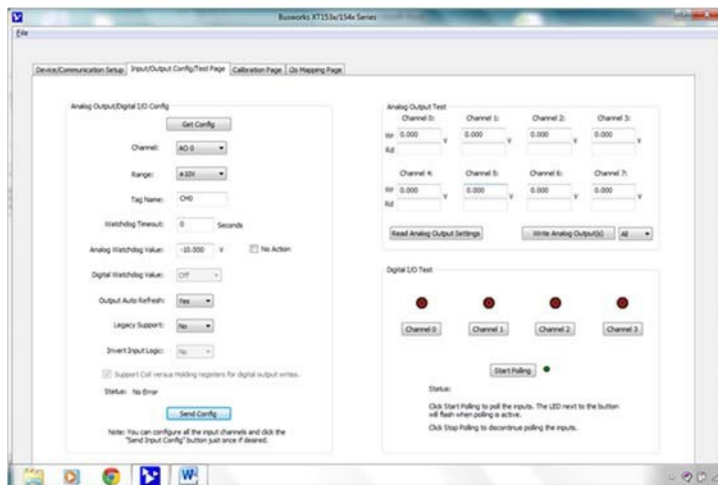 Busworks XT153x/154x Series
File
Device/Communication Setup
Input/Output Config/Test Page
Calibration Page
i2o Mapping Page
Analog Output/Digital I/O Config
Get Config
Channel: AO 0
Range: ±10V
Tag Name: CH0
Watchdog Timeout: 0 Seconds
Analog Watchdog Value: -10.000 V No Action
Digital Watchdog Value: Off
Output Auto Refresh: Yes
Legacy Support: No
Invert Input Logic: No
Support Coil versus Holding registers for digital output writes.
Status: No Error
Send Config
Note: You can configure all the input channels and click the
"Send Input Config" button just once if desired.
Analog Output Test
Channel 0: Channel 1: Channel 2: Channel 3:
Wr 0.000 V 0.000 V 0.000 V 0.000 V
Rd
Channel 4: Channel 5: Channel 6: Channel 7:
Wr 0.000 V 0.000 V 0.000 V 0.000 V
Rd
Read Analog Output Settings
Write Analog Output(s) All
Digital I/O Test
Channel 0 Channel 1 Channel 2 Channel 3
Start Polling
Status:
Click Start Polling to poll the inputs. The LED next to the button
will flash when polling is active.
Click Stop Polling to discontinue polling the inputs.